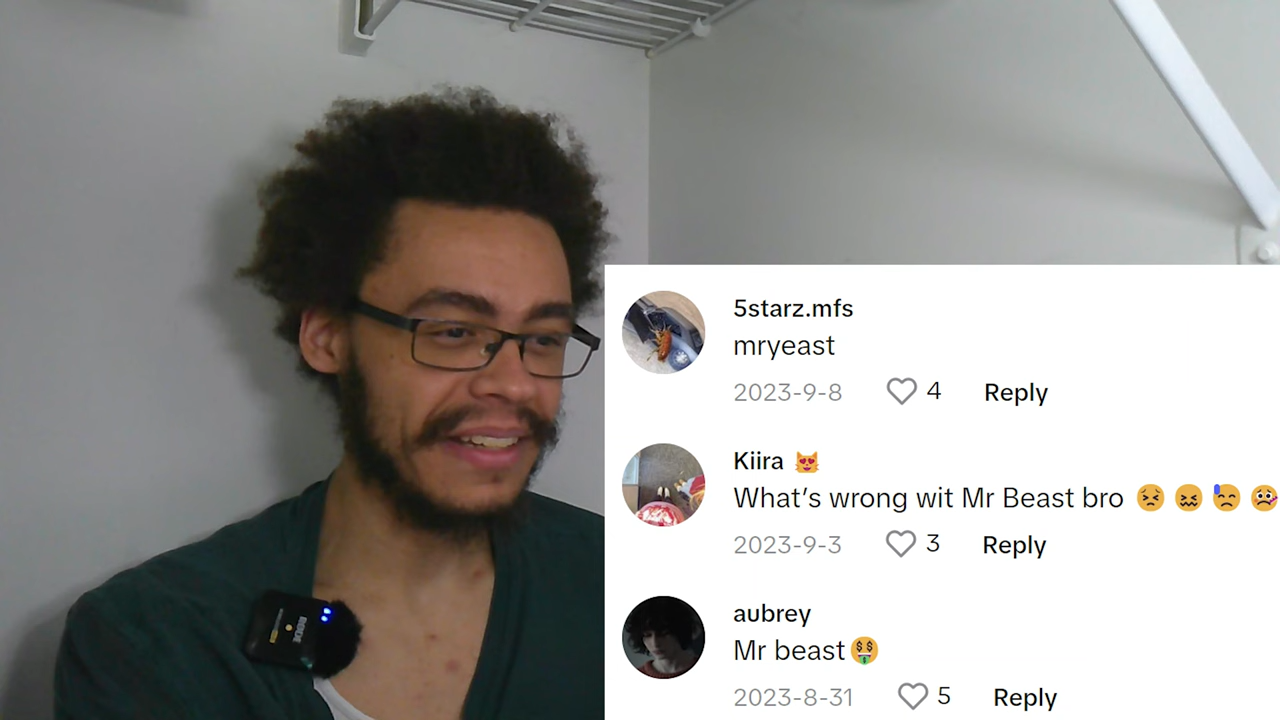 5starz.mfs
mryeast
2023-9-8 4 Reply
Kiira 😻
What's wrong wit Mr Beast bro 😣 😖 😓 🤒
2023-9-3 3 Reply
aubrey
Mr beast🤑
2023-8-31 5 Reply
RODE